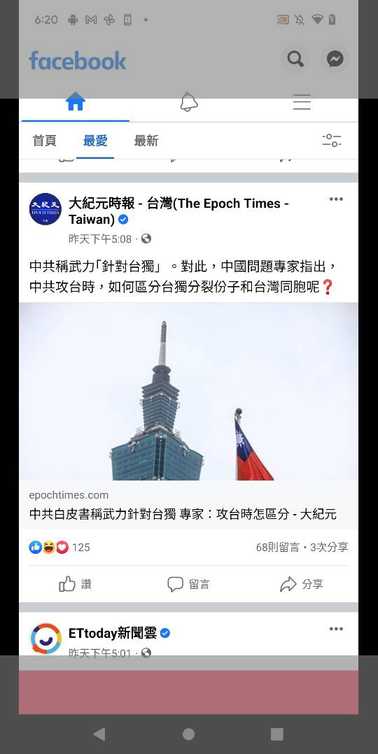 6:20
facebook
首頁 最愛 最新
大紀元時報 - 台灣(The Epoch Times -
Taiwan)
昨天下午5:08 ·
中共稱武力「針對台獨」。對此，中國問題專家指出，
中共攻台時，如何區分台獨分裂份子和台灣同胞呢❓
epochtimes.com
中共白皮書稱武力針對台獨 專家：攻台時怎區分 - 大紀元
125 68則留言 · 3次分享
讚 留言 分享
ETtoday新聞雲
昨天下午5:01 ·